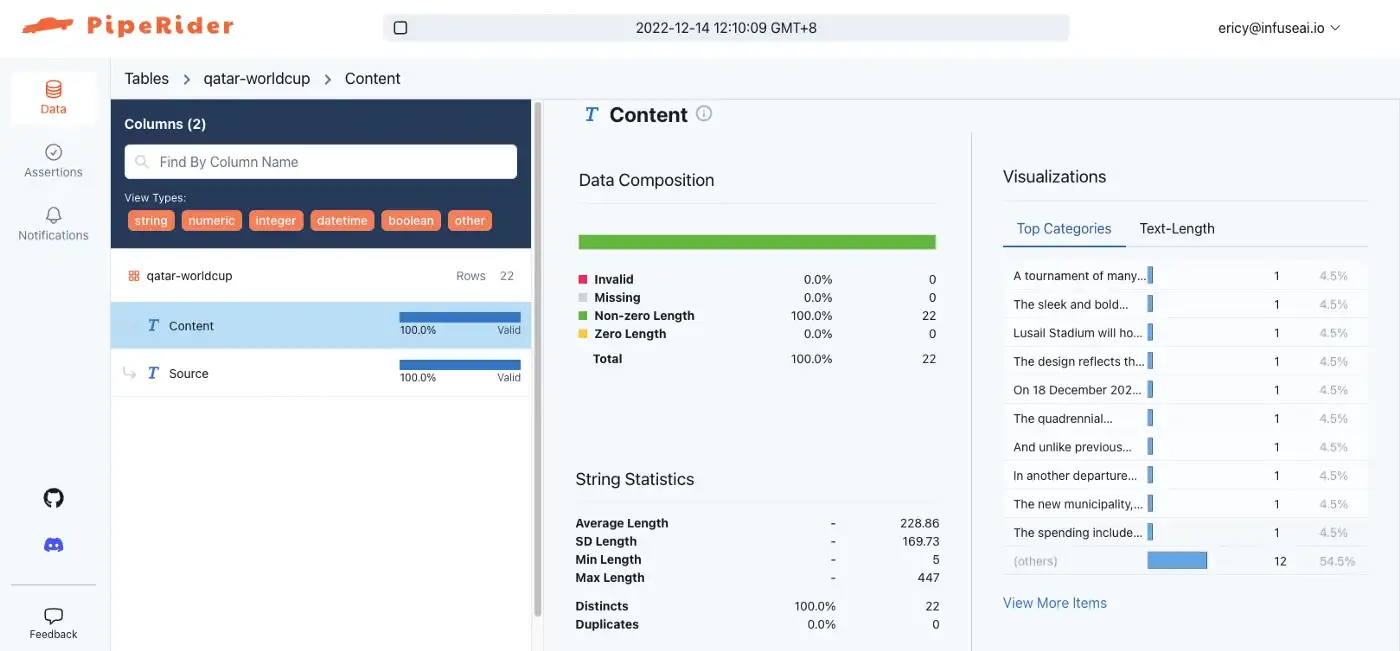 PipeRider
2022-12-14 12:10:09 GMT+8
ericy@infuseai.io
Data
Assertions
Notifications
Feedback
Tables > qatar-worldcup > Content
Columns (2)
Find By Column Name
View Types:
string numeric integer datetime boolean other
qatar-worldcup Rows 22
T Content 100.0% Valid
T Source 100.0% Valid
T Content
Data Composition
Invalid 0.0% 0
Missing 0.0% 0
Non-zero Length 100.0% 22
Zero Length 0.0% 0
Total 100.0% 22
String Statistics
Average Length - 228.86
SD Length - 169.73
Min Length - 5
Max Length - 447
Distincts 100.0% 22
Duplicates 0.0% 0
Visualizations
Top Categories Text-Length
A tournament of many... 1 4.5%
The sleek and bold... 1 4.5%
Lusail Stadium will ho... 1 4.5%
The design reflects th... 1 4.5%
On 18 December 202... 1 4.5%
The quadrennial... 1 4.5%
And unlike previous... 1 4.5%
In another departure... 1 4.5%
The new municipality,... 1 4.5%
The spending include... 1 4.5%
(others) 12 54.5%
View More Items